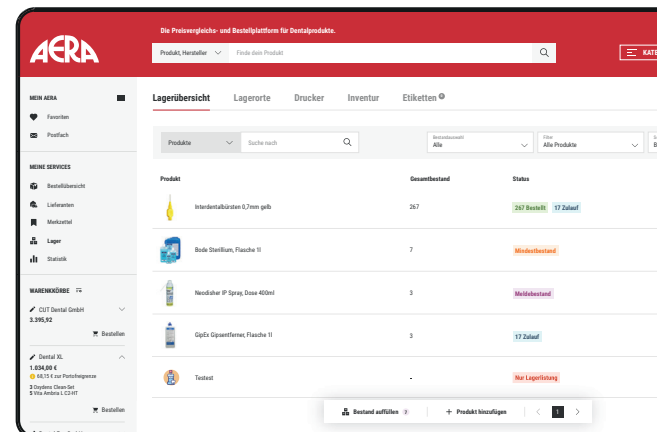 Die Preisvergleichs- und Bestellplattform für Dentalprodukte.
AERA
Produkt, Hersteller
Finde dein Produkt
KATE
MEIN AERA
Favoriten
Postfach
MEINE SERVICES
Bestellübersicht
Lieferanten
Merkzettel
Lager
Statistik
WARENKKÖRBE
CUT Dental GmbH
3.395,92
Bestellen
Dental XL
1.034,00 €
68,15 € zur Portofreigrenze
3 Oxydens Clean-Set
5 Vita Ambria L C2-HT
Bestellen
Lagerübersicht Lagerorte Drucker Inventur Etiketten
Produkte
Suche nach
Bestandsauswahl
Alle
Filter
Alle Produkte
Produkt Gesamtbestand Status
Interdentalbürsten 0,7mm gelb 267 267 Bestellt 17 Zulauf
Bode Sterillium, Flasche 1l 7 Mindestbestand
Neodisher IP Spray, Dose 400ml 3 Meldebestand
GipEx Gipsentferner, Flasche 1l 3 17 Zulauf
Testest - Nur Lagerlistung
Bestand auffüllen
+ Produkt hinzufügen
< 1 >